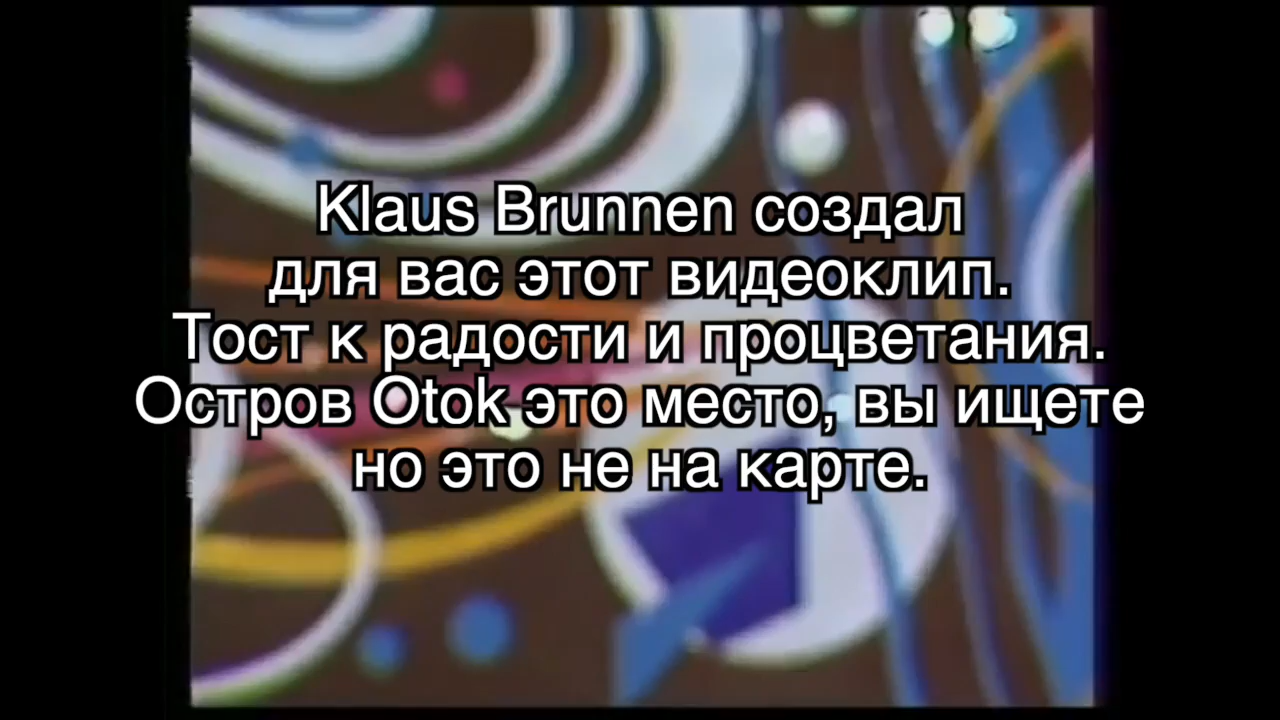 Klaus Brunnen создал
для вас этот видеоклип.
Тост к радости и процветания.
Остров Otok это место, вы ищете
но это не на карте.